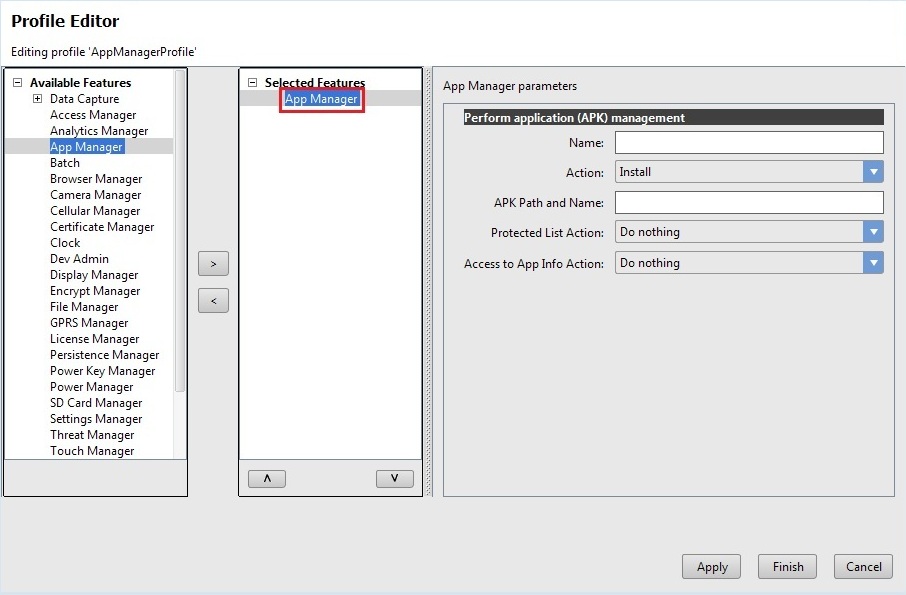 Profile Editor
Editing profile 'AppManagerProfile'
Available Features
Data Capture
Access Manager
Analytics Manager
App Manager
Batch
Browser Manager
Camera Manager
Cellular Manager
Certificate Manager
Clock
Dev Admin
Display Manager
Encrypt Manager
File Manager
GPRS Manager
License Manager
Persistence Manager
Power Key Manager
Power Manager
SD Card Manager
Settings Manager
Threat Manager
Touch Manager
>
<
Selected Features
App Manager
Λ
V
App Manager parameters
Perform application (APK) management
Name:
Action: Install
APK Path and Name:
Protected List Action: Do nothing
Access to App Info Action: Do nothing
Apply Finish Cancel